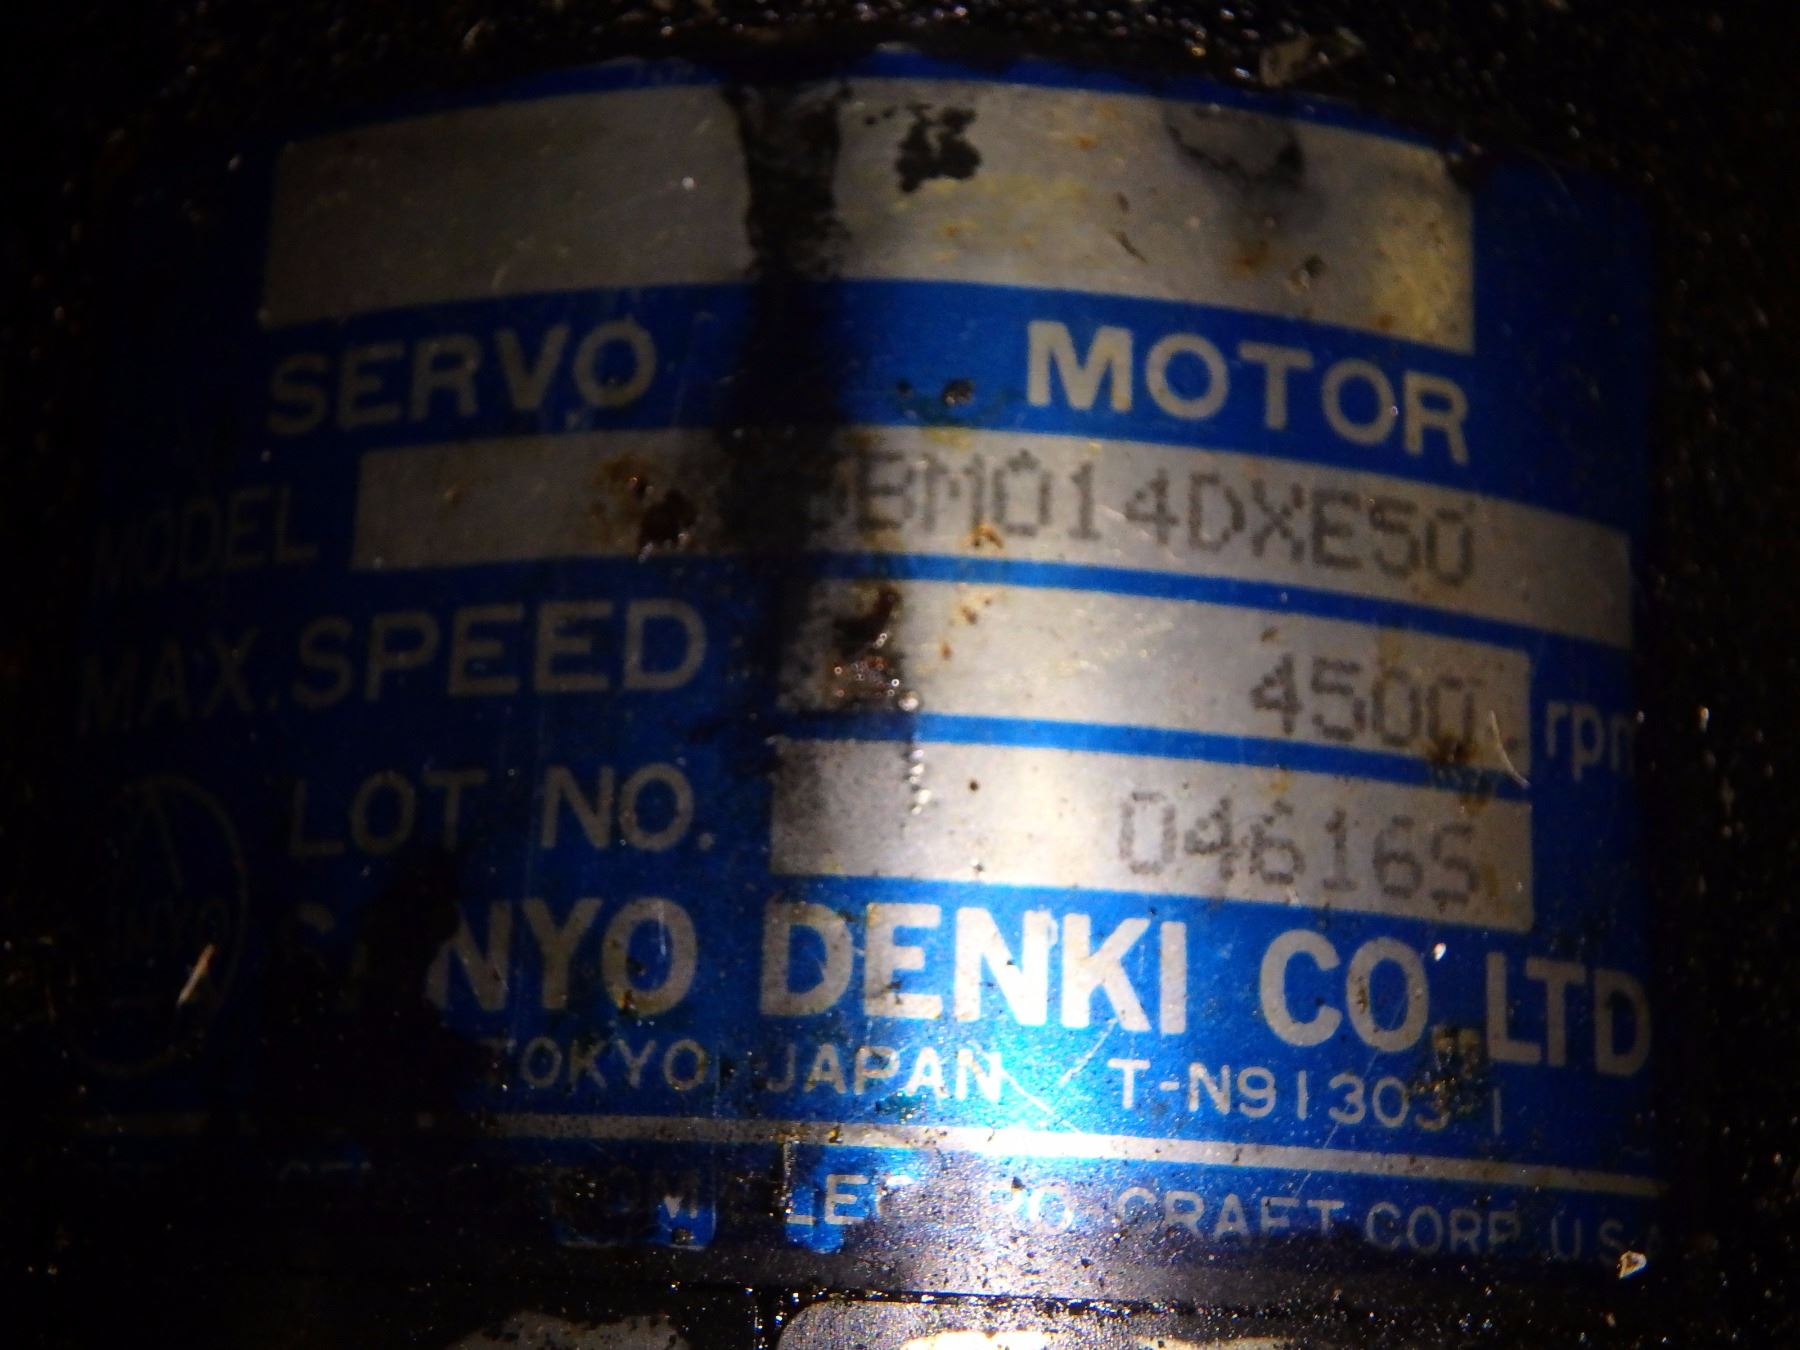 SERVO MOTOR
MODEL BM014DXE50
MAX. SPEED 4500 rpm
LOT NO. 04616S
SANYO DENKI CO. LTD
TOKYO JAPAN T-N91303-1
CRAFT CORP U.S.A